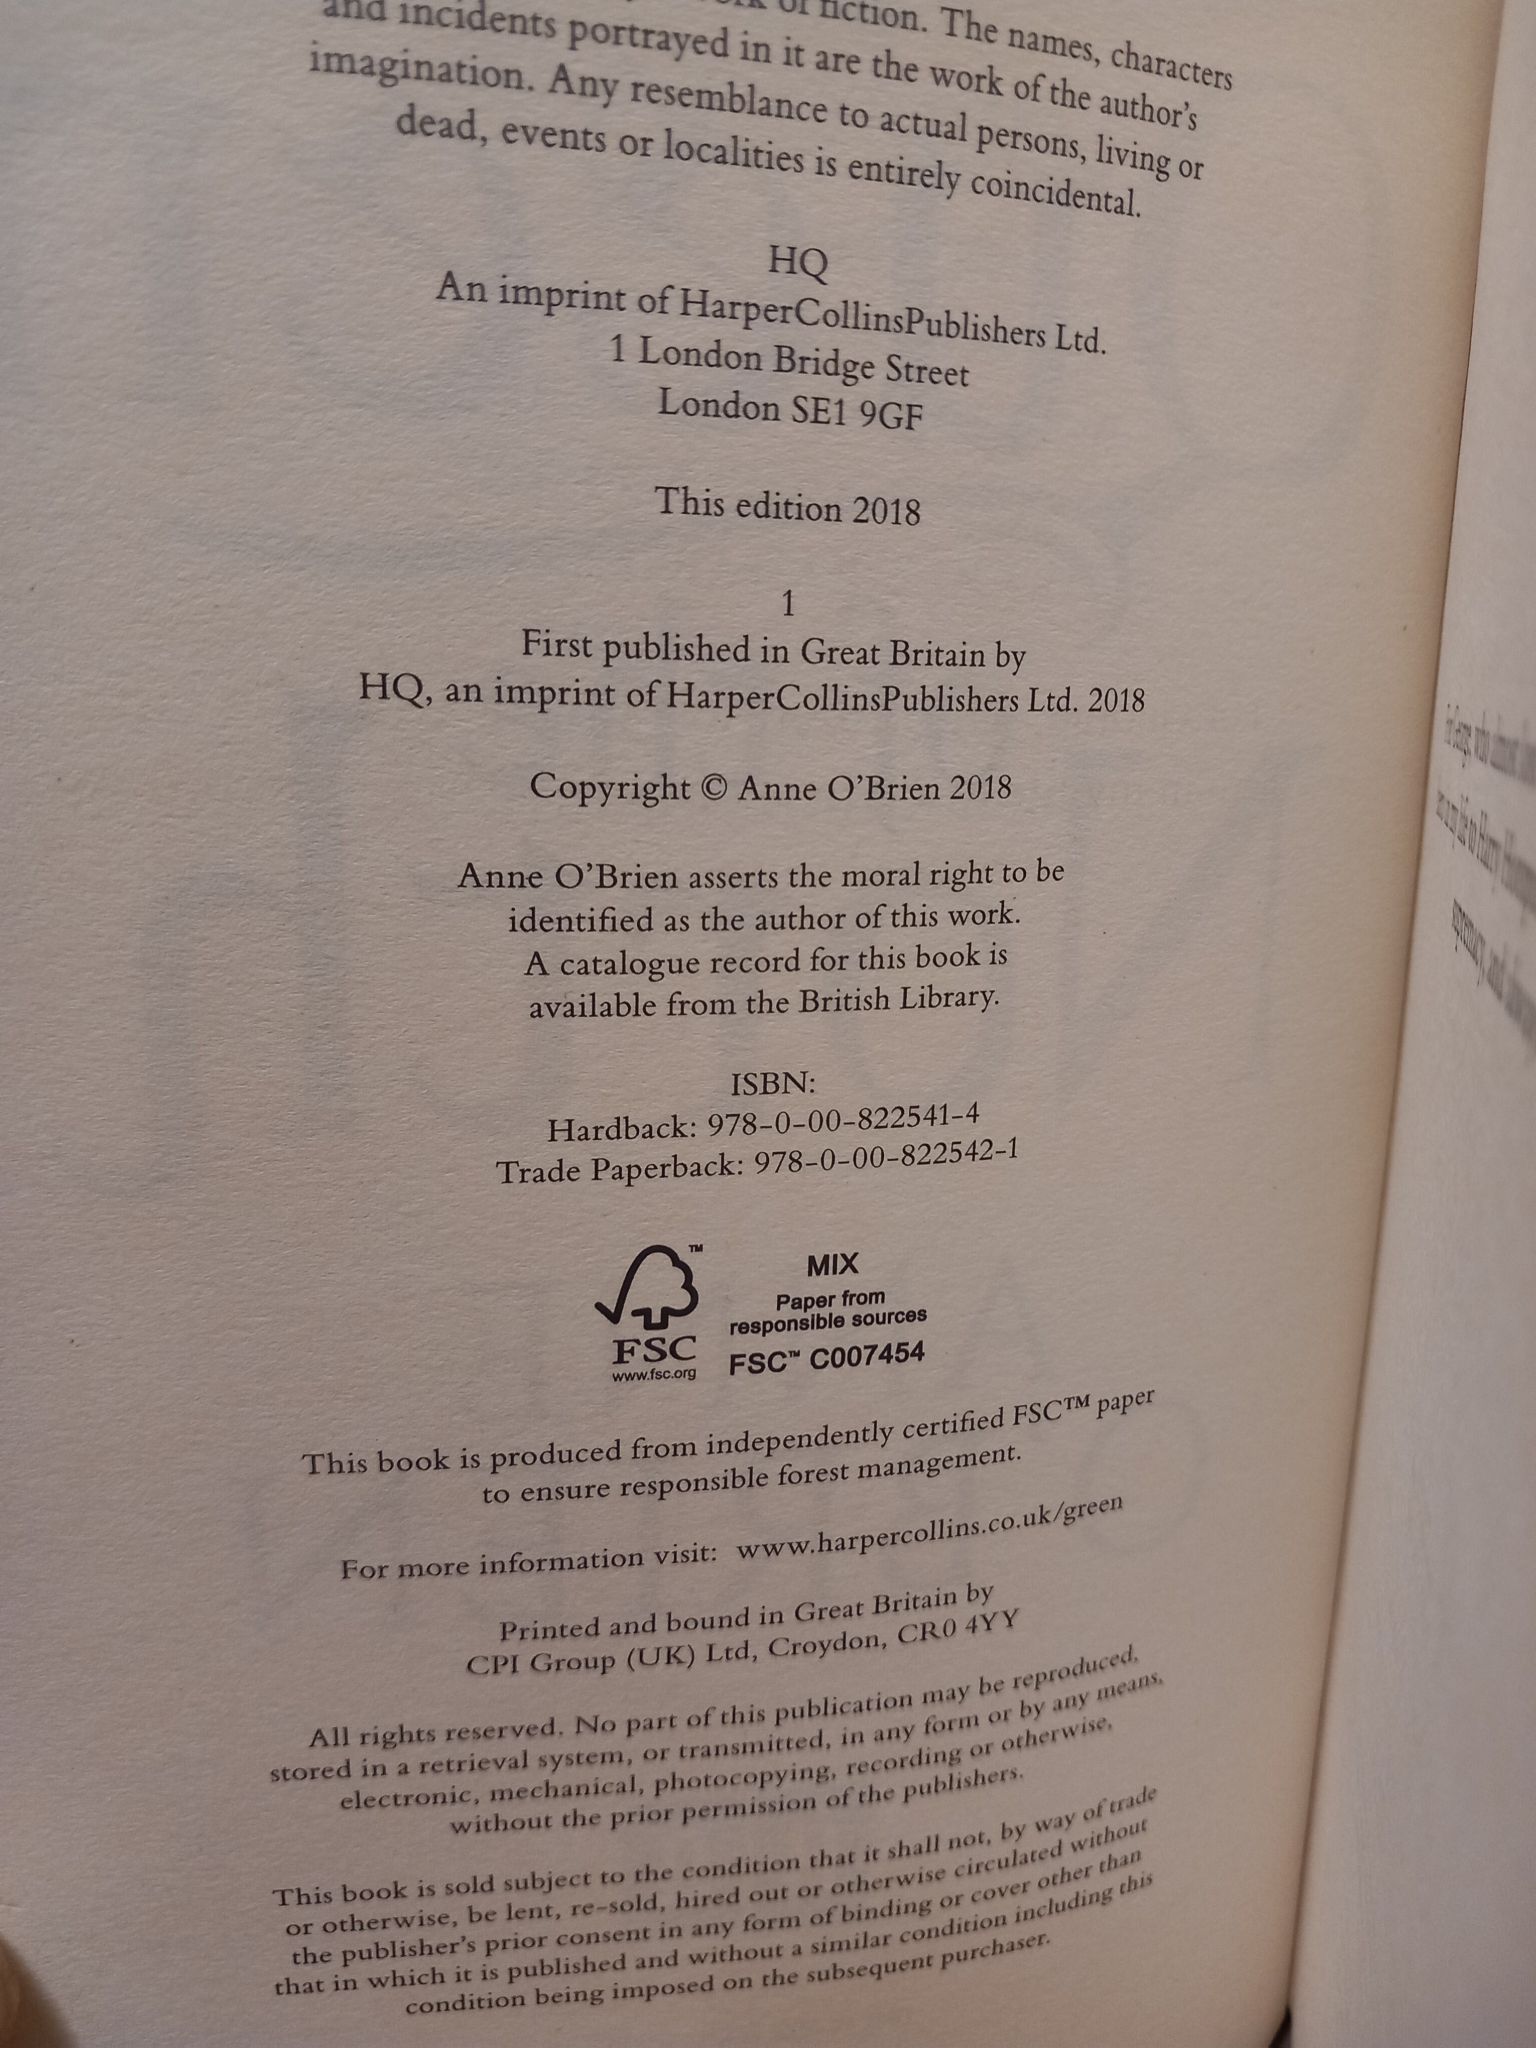 of fiction. The names, characters
and incidents portrayed in it are the work of the author's
imagination. Any resemblance to actual persons, living or
dead, events or localities is entirely coincidental.
HQ
An imprint of HarperCollinsPublishers Ltd.
1 London Bridge Street
London SE1 9GF
This edition 2018
1
First published in Great Britain by
HQ, an imprint of HarperCollinsPublishers Ltd. 2018
Copyright © Anne O'Brien 2018
Anne O'Brien asserts the moral right to be
identified as the author of this work.
A catalogue record for this book is
available from the British Library.
ISBN:
Hardback: 978-0-00-822541-4
Trade Paperback: 978-0-00-822542-1
™
FSC
www.fsc.org
MIX
Paper from
responsible sources
FSC™ C007454
This book is produced from independently certified FSC™ paper
to ensure responsible forest management.
For more information visit: www.harpercollins.co.uk/green
Printed and bound in Great Britain by
CPI Group (UK) Ltd, Croydon, CR0 4YY
All rights reserved. No part of this publication may be reproduced,
stored in a retrieval system, or transmitted, in any form or by any means,
electronic, mechanical, photocopying, recording or otherwise,
without the prior permission of the publishers.
This book is sold subject to the condition that it shall not, by way of trade
or otherwise, be lent, re-sold, hired out or otherwise circulated without
the publisher's prior consent in any form of binding or cover other than
that in which it is published and without a similar condition including this
condition being imposed on the subsequent purchaser.